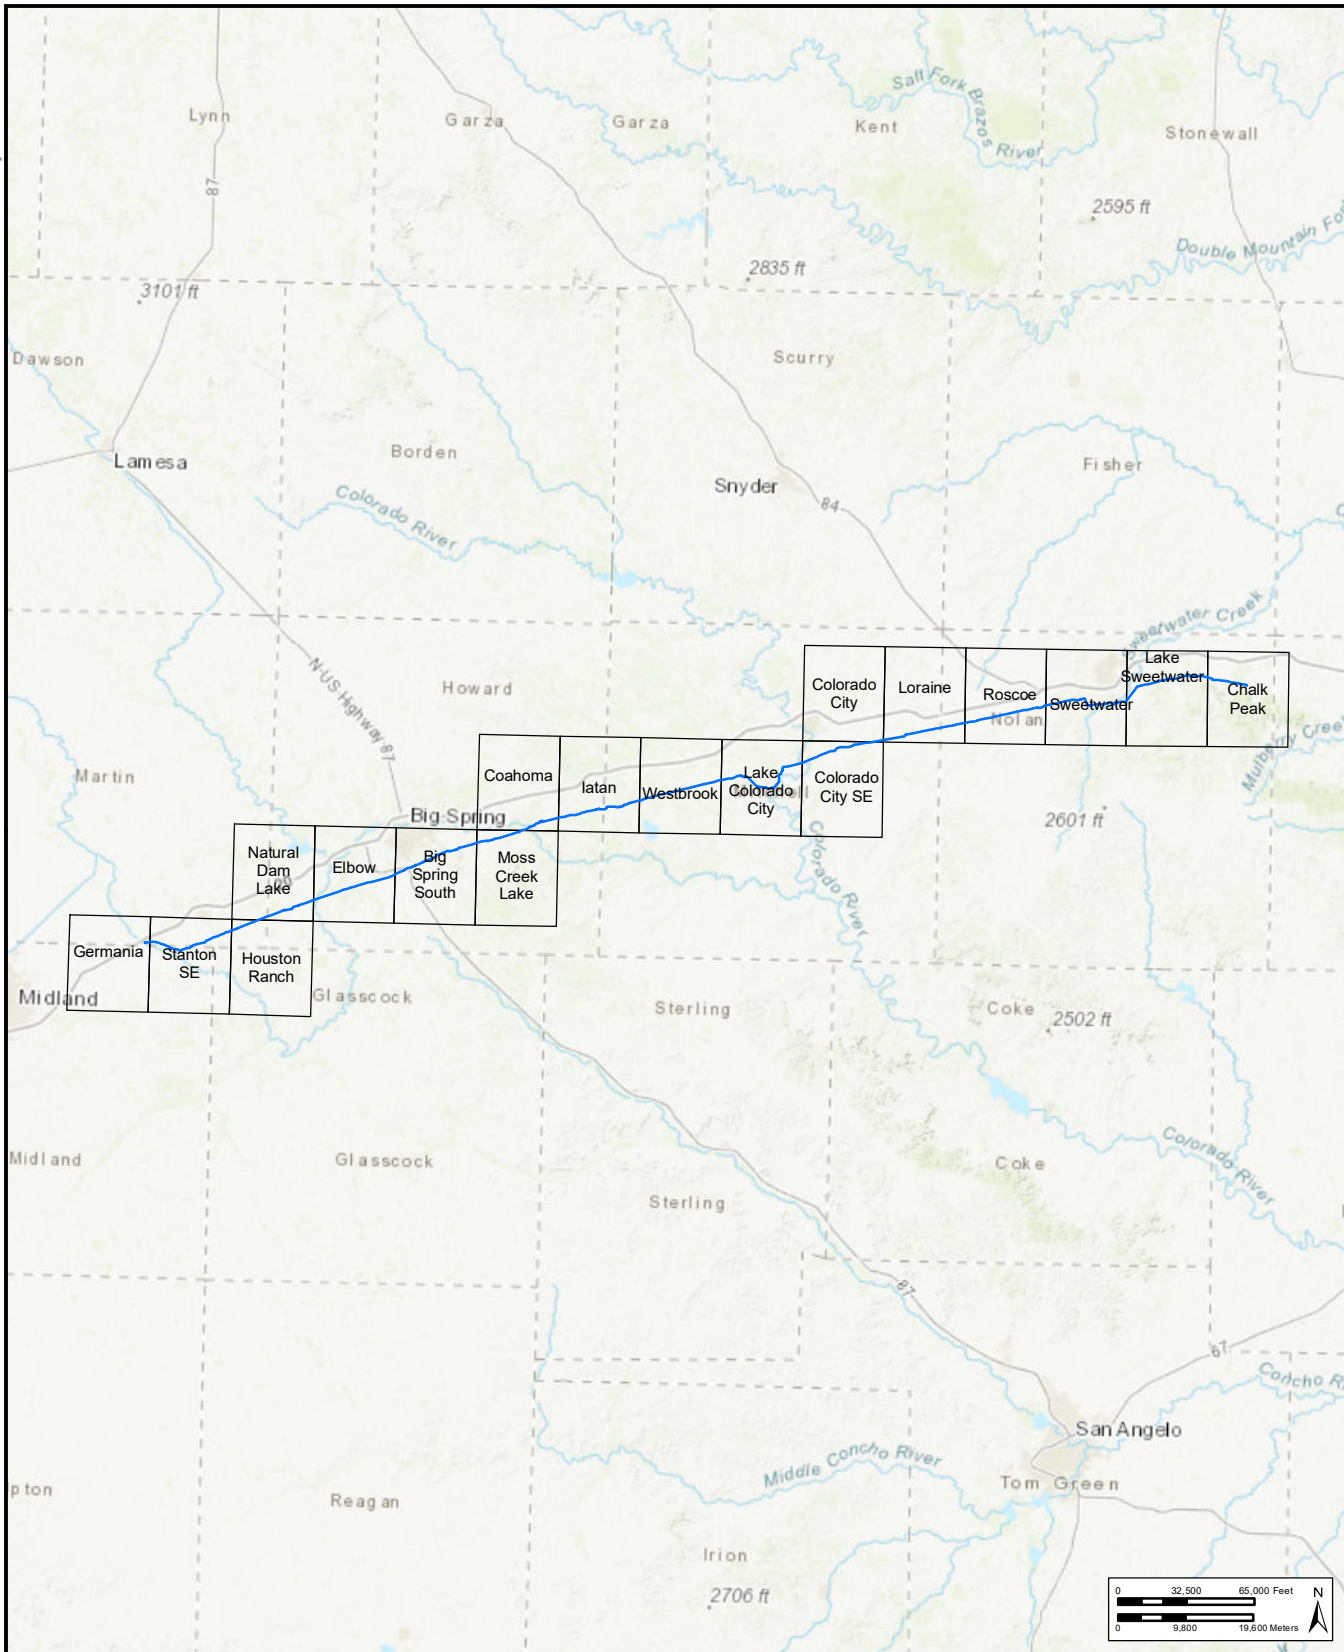 Lynn
Garza
Garza
Kent
Salt Fork Brazos River
Stonewall
87
2595 ft
Double Mountain Fo
2835 ft
3101 ft
Dawson
Scurry
Lamesa
Borden
Fisher
Snyder
84
Colorado River
Sweetwater Creek
N US Highway 87
Howard
Colorado
City
Loraine
Roscoe
Nolan
Sweetwater
Lake
Sweetwater
Chalk
Peak
Mulberry Creek
Martin
Coahoma
Iatan
Westbrook
Lake
Colorado
City
Colorado
City SE
2601 ft
Big Spring
Natural
Dam
Lake
Elbow
Big
Spring
South
Moss
Creek
Lake
Colorado River
Germania
Stanton
SE
Houston
Ranch
Midland
Glasscock
Sterling
Coke
2502 ft
Midland
Glasscock
Coke
Colorado River
Sterling
87
67
Concho R
San Angelo
Middle Concho River
Tom Green
pton
Reagan
Irion
2706 ft
0 32,500 65,000 Feet
N
0 9,800 19,600 Meters